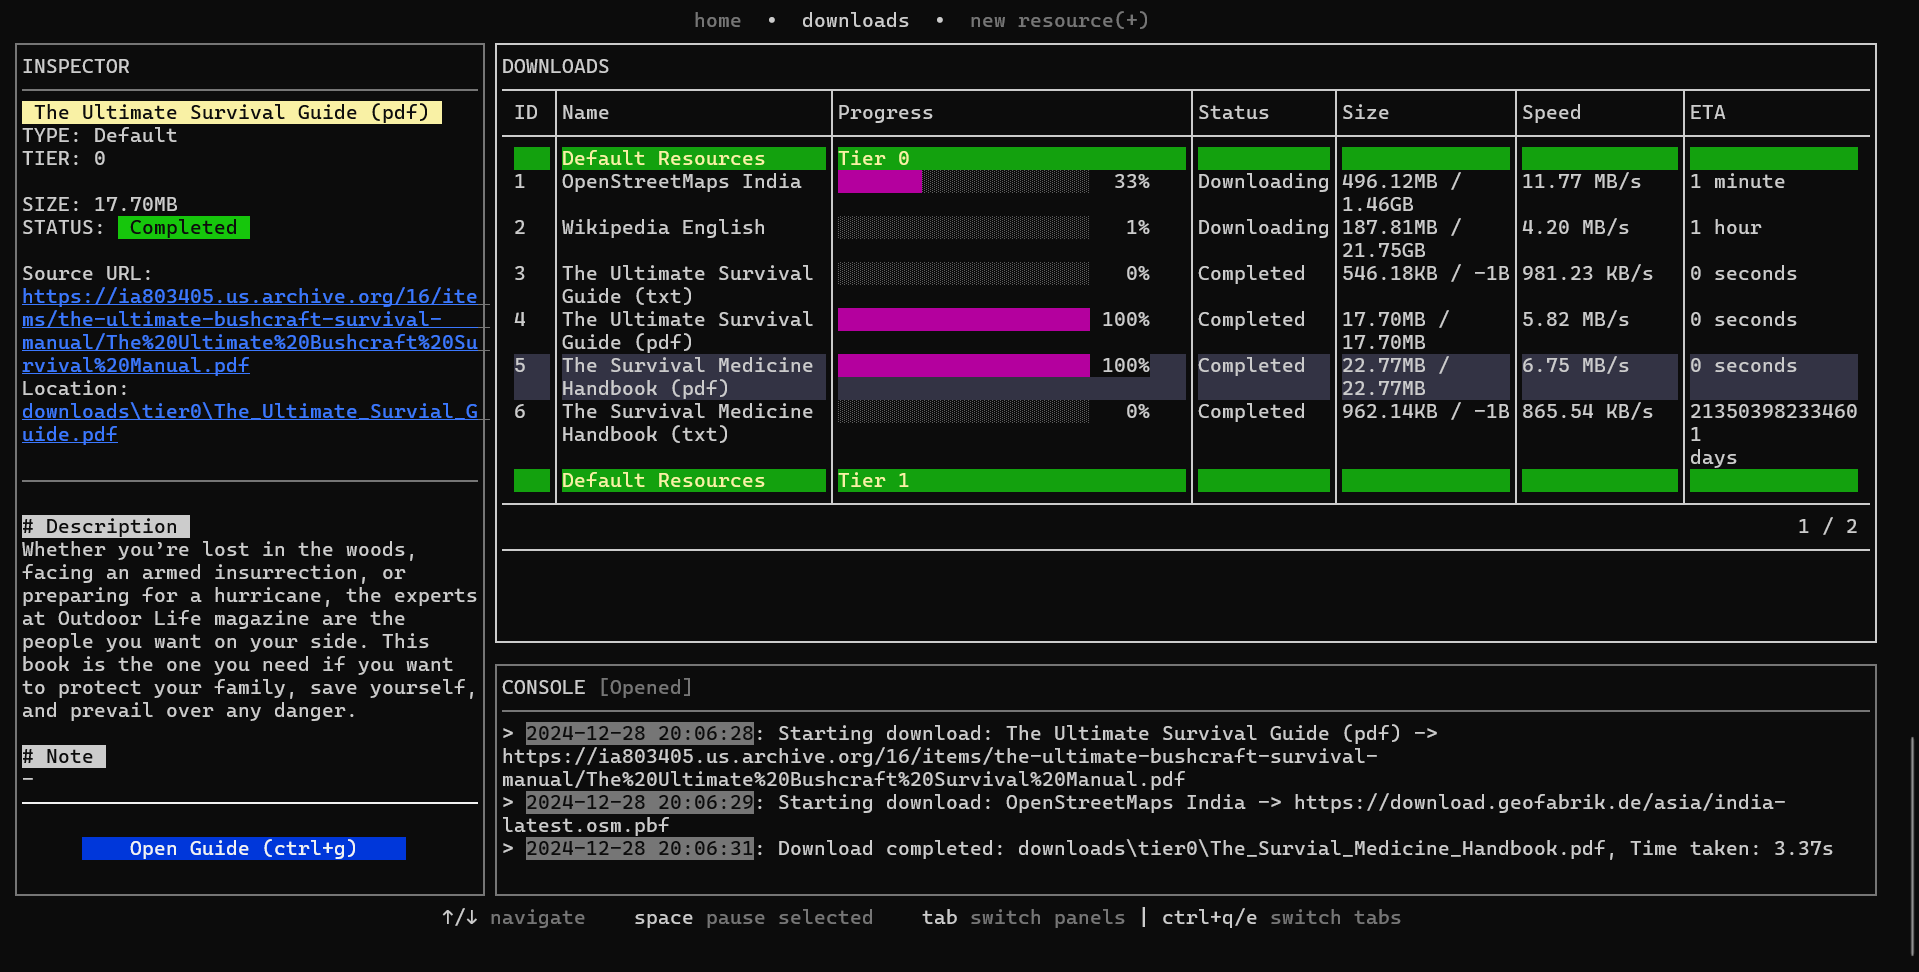 home • downloads • new resource(+)
INSPECTOR
The Ultimate Survival Guide (pdf)
TYPE: Default
TIER: 0
SIZE: 17.70MB
STATUS: Completed
Source URL:
https://ia803405.us.archive.org/16/ite
ms/the-ultimate-bushcraft-survival-
manual/The%20Ultimate%20Bushcraft%20Su
rvival%20Manual.pdf
Location:
downloads\tier0\The_Ultimate_Survial_G
uide.pdf
# Description
Whether you’re lost in the woods,
facing an armed insurrection, or
preparing for a hurricane, the experts
at Outdoor Life magazine are the
people you want on your side. This
book is the one you need if you want
to protect your family, save yourself,
and prevail over any danger.
# Note
-
Open Guide (ctrl+g)
DOWNLOADS
ID Name Progress Status Size Speed ETA
Default Resources Tier 0
1 OpenStreetMaps India 33% Downloading 496.12MB / 11.77 MB/s 1 minute
1.46GB
2 Wikipedia English 1% Downloading 187.81MB / 4.20 MB/s 1 hour
21.75GB
3 The Ultimate Survival 0% Completed 546.18KB / -1B 981.23 KB/s 0 seconds
Guide (txt)
4 The Ultimate Survival 100% Completed 17.70MB / 5.82 MB/s 0 seconds
Guide (pdf) 17.70MB
5 The Survival Medicine 100% Completed 22.77MB / 6.75 MB/s 0 seconds
Handbook (pdf) 22.77MB
6 The Survival Medicine 0% Completed 962.14KB / -1B 865.54 KB/s 21350398233460
Handbook (txt) 1
days
Default Resources Tier 1
1 / 2
CONSOLE [Opened]
> 2024-12-28 20:06:28: Starting download: The Ultimate Survival Guide (pdf) ->
https://ia803405.us.archive.org/16/items/the-ultimate-bushcraft-survival-
manual/The%20Ultimate%20Bushcraft%20Survival%20Manual.pdf
> 2024-12-28 20:06:29: Starting download: OpenStreetMaps India -> https://download.geofabrik.de/asia/india-
latest.osm.pbf
> 2024-12-28 20:06:31: Download completed: downloads\tier0\The_Survial_Medicine_Handbook.pdf, Time taken: 3.37s
↑/↓ navigate space pause selected tab switch panels | ctrl+q/e switch tabs